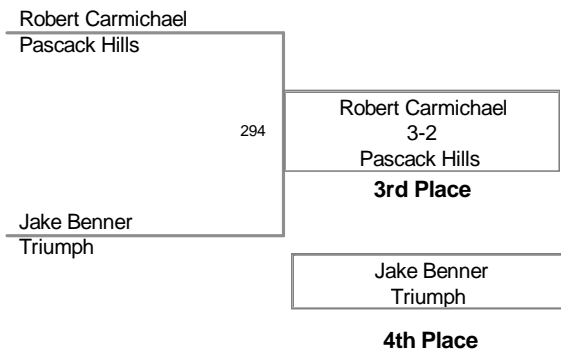 Robert Carmichael
Pascack Hills
294
Robert Carmichael
3-2
Pascack Hills
3rd Place
Jake Benner
Triumph
Jake Benner
Triumph
4th Place